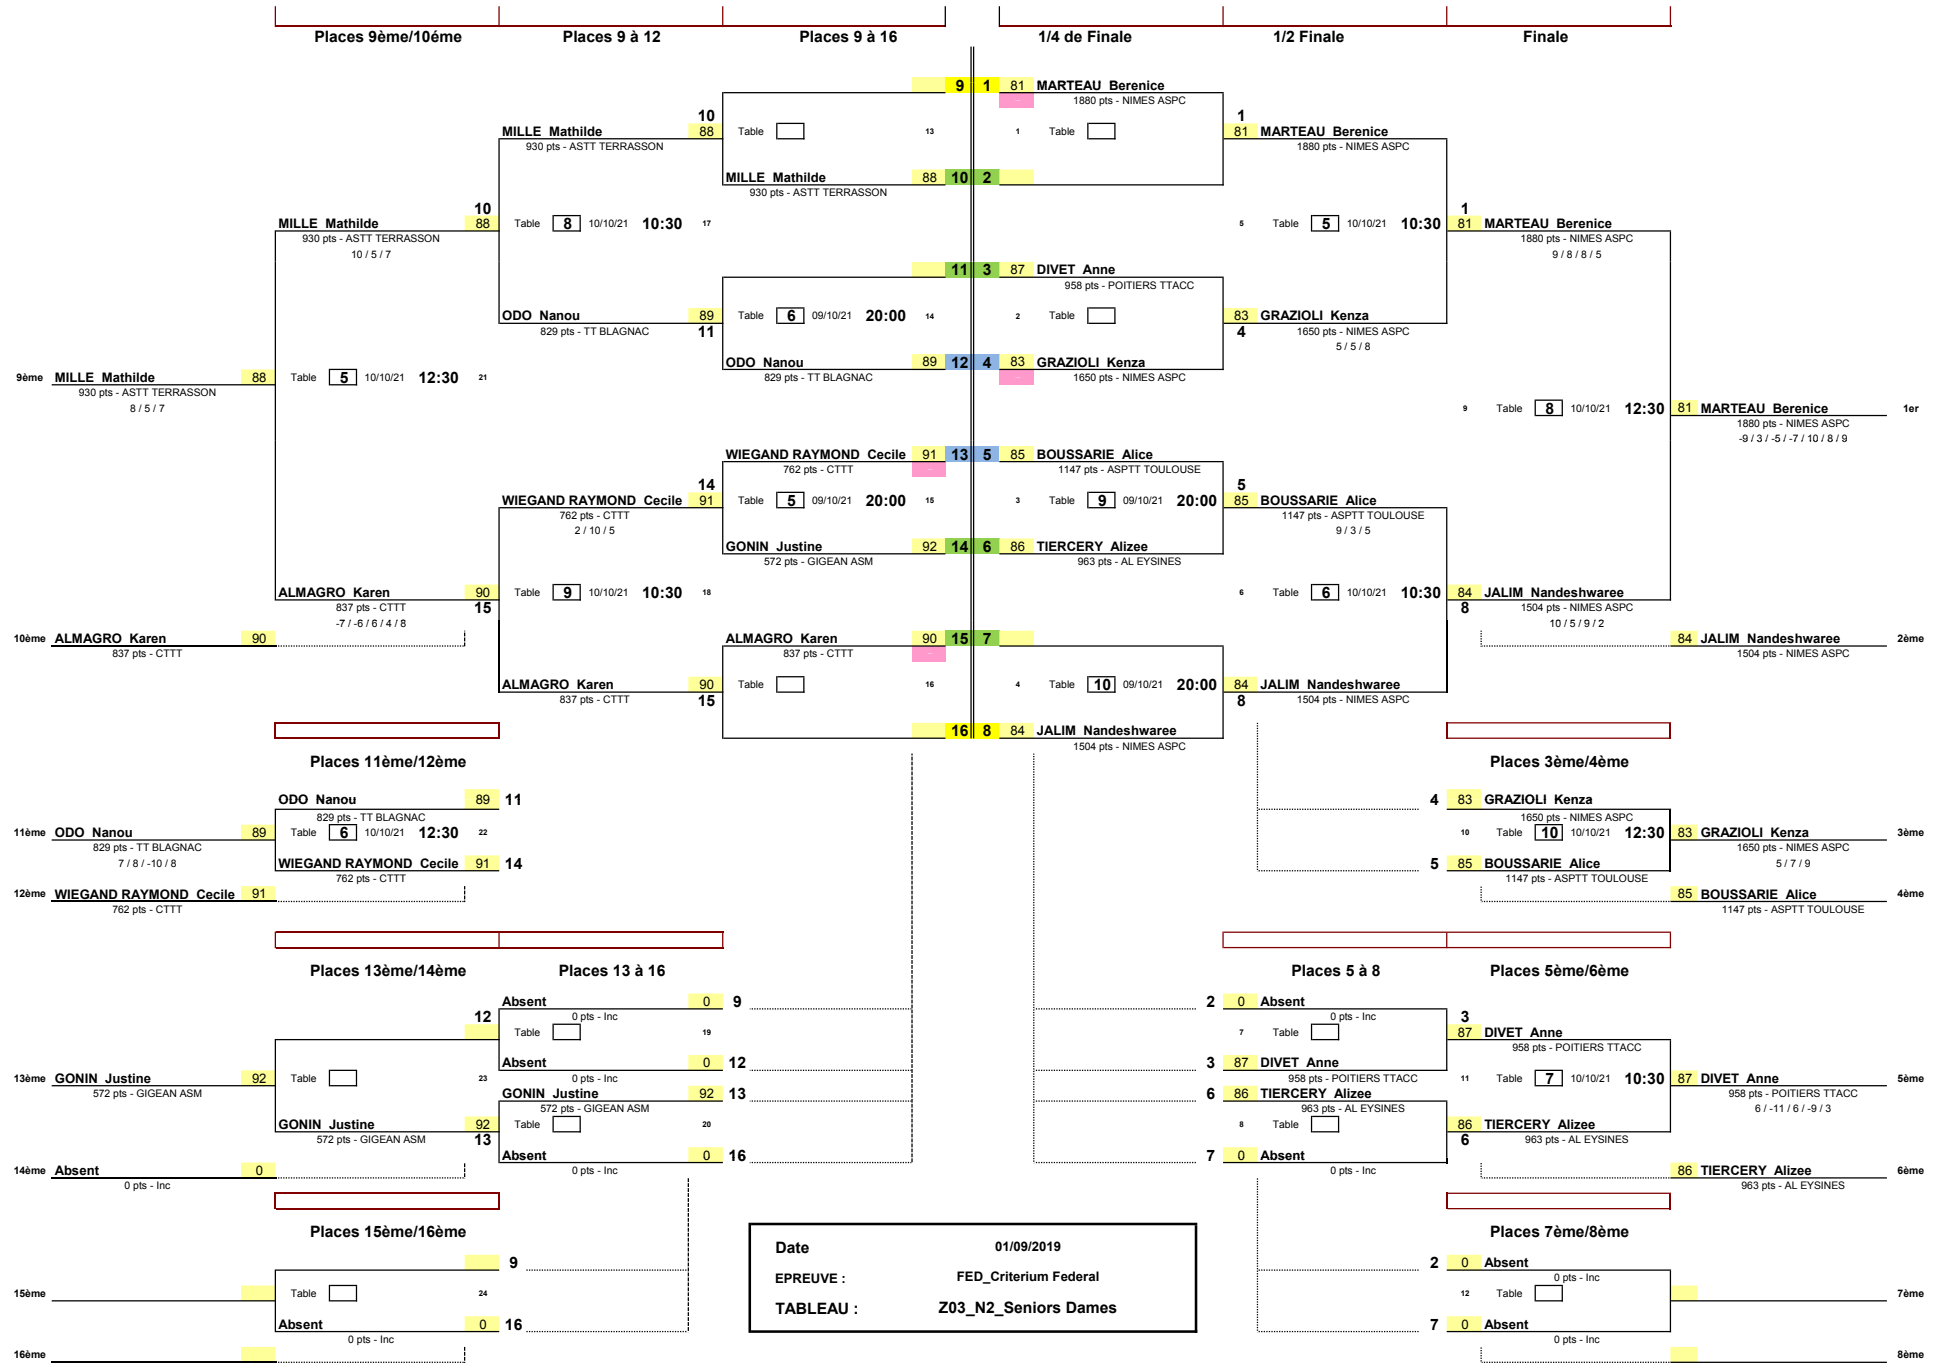 Places 9ème/10éme Places 9 à 12 Places 9 à 16 1/4 de Finale 1/2 Finale Finale
9 1 81 MARTEAU Berenice
1880 pts - NIMES ASPC
10 1
MILLE Mathilde 88 Table 13 1 Table 81 MARTEAU Berenice
930 pts - ASTT TERRASSON 1880 pts - NIMES ASPC
MILLE Mathilde 88 10 2
930 pts - ASTT TERRASSON
10 1
MILLE Mathilde 88 Table 8 10/10/21 10:30 17 5 Table 5 10/10/21 10:30 81 MARTEAU Berenice
930 pts - ASTT TERRASSON 1880 pts - NIMES ASPC
10 / 5 / 7 9 / 8 / 8 / 5
11 3 87 DIVET Anne
958 pts - POITIERS TTACC
ODO Nanou 89 Table 6 09/10/21 20:00 14 2 Table 83 GRAZIOLI Kenza
829 pts - TT BLAGNAC 11 4 1650 pts - NIMES ASPC
5 / 5 / 8
ODO Nanou 89 12 4 83 GRAZIOLI Kenza
829 pts - TT BLAGNAC 1650 pts - NIMES ASPC
9ème MILLE Mathilde 88 Table 5 10/10/21 12:30 21
930 pts - ASTT TERRASSON
8 / 5 / 7
9 Table 8 10/10/21 12:30 81 MARTEAU Berenice 1er
1880 pts - NIMES ASPC
-9 / 3 / -5 / -7 / 10 / 8 / 9
WIEGAND RAYMOND Cecile 91 13 5 85 BOUSSARIE Alice
762 pts - CTTT 1147 pts - ASPTT TOULOUSE
14 5
WIEGAND RAYMOND Cecile 91 Table 5 09/10/21 20:00 15 3 Table 9 09/10/21 20:00 85 BOUSSARIE Alice
762 pts - CTTT 1147 pts - ASPTT TOULOUSE
2 / 10 / 5 9 / 3 / 5
GONIN Justine 92 14 6 86 TIERCERY Alizee
572 pts - GIGEAN ASM 963 pts - AL EYSINES
ALMAGRO Karen 90 Table 9 10/10/21 10:30 18 6 Table 6 10/10/21 10:30 84 JALIM Nandeshwaree
837 pts - CTTT 15 8 1504 pts - NIMES ASPC
-7 / -6 / 6 / 4 / 8 10 / 5 / 9 / 2
10ème ALMAGRO Karen 90 ALMAGRO Karen 90 15 7 84 JALIM Nandeshwaree 2ème
837 pts - CTTT 837 pts - CTTT 1504 pts - NIMES ASPC
ALMAGRO Karen 90 Table 16 4 Table 10 09/10/21 20:00 84 JALIM Nandeshwaree
837 pts - CTTT 15 8 1504 pts - NIMES ASPC
16 8 84 JALIM Nandeshwaree
1504 pts - NIMES ASPC
Places 11ème/12ème Places 3ème/4ème
ODO Nanou 89 11 4 83 GRAZIOLI Kenza
829 pts - TT BLAGNAC 1650 pts - NIMES ASPC
11ème ODO Nanou 89 Table 6 10/10/21 12:30 22 10 Table 10 10/10/21 12:30 83 GRAZIOLI Kenza 3ème
829 pts - TT BLAGNAC 1650 pts - NIMES ASPC
7 / 8 / -10 / 8 WIEGAND RAYMOND Cecile 91 14 5 85 BOUSSARIE Alice 5 / 7 / 9
762 pts - CTTT 1147 pts - ASPTT TOULOUSE
12ème WIEGAND RAYMOND Cecile 91 85 BOUSSARIE Alice 4ème
762 pts - CTTT 1147 pts - ASPTT TOULOUSE
Places 13ème/14ème Places 13 à 16 Places 5 à 8 Places 5ème/6ème
Absent 0 9 2 0 Absent
0 pts - Inc 0 pts - Inc
12 3
Table 19 7 Table 87 DIVET Anne
958 pts - POITIERS TTACC
Absent 0 12 3 87 DIVET Anne
0 pts - Inc 958 pts - POITIERS TTACC
13ème GONIN Justine 92 Table 23 11 Table 7 10/10/21 10:30 87 DIVET Anne 5ème
572 pts - GIGEAN ASM 958 pts - POITIERS TTACC
GONIN Justine 92 13 6 86 TIERCERY Alizee
572 pts - GIGEAN ASM 963 pts - AL EYSINES 6 / -11 / 6 / -9 / 3
GONIN Justine 92 Table 20 8 Table 86 TIERCERY Alizee
572 pts - GIGEAN ASM 13 6 963 pts - AL EYSINES
Absent 0 16 7 0 Absent
0 pts - Inc 0 pts - Inc
14ème Absent 0 86 TIERCERY Alizee 6ème
0 pts - Inc 963 pts - AL EYSINES
Places 15ème/16ème Places 7ème/8ème
Date 01/09/2019
9 2 0 Absent
0 pts - Inc
EPREUVE : FED_Criterium Federal
15ème Table 24 12 Table 7ème
TABLEAU : Z03_N2_Seniors Dames
Absent 0 16 7 0 Absent
0 pts - Inc 0 pts - Inc
16ème 8ème